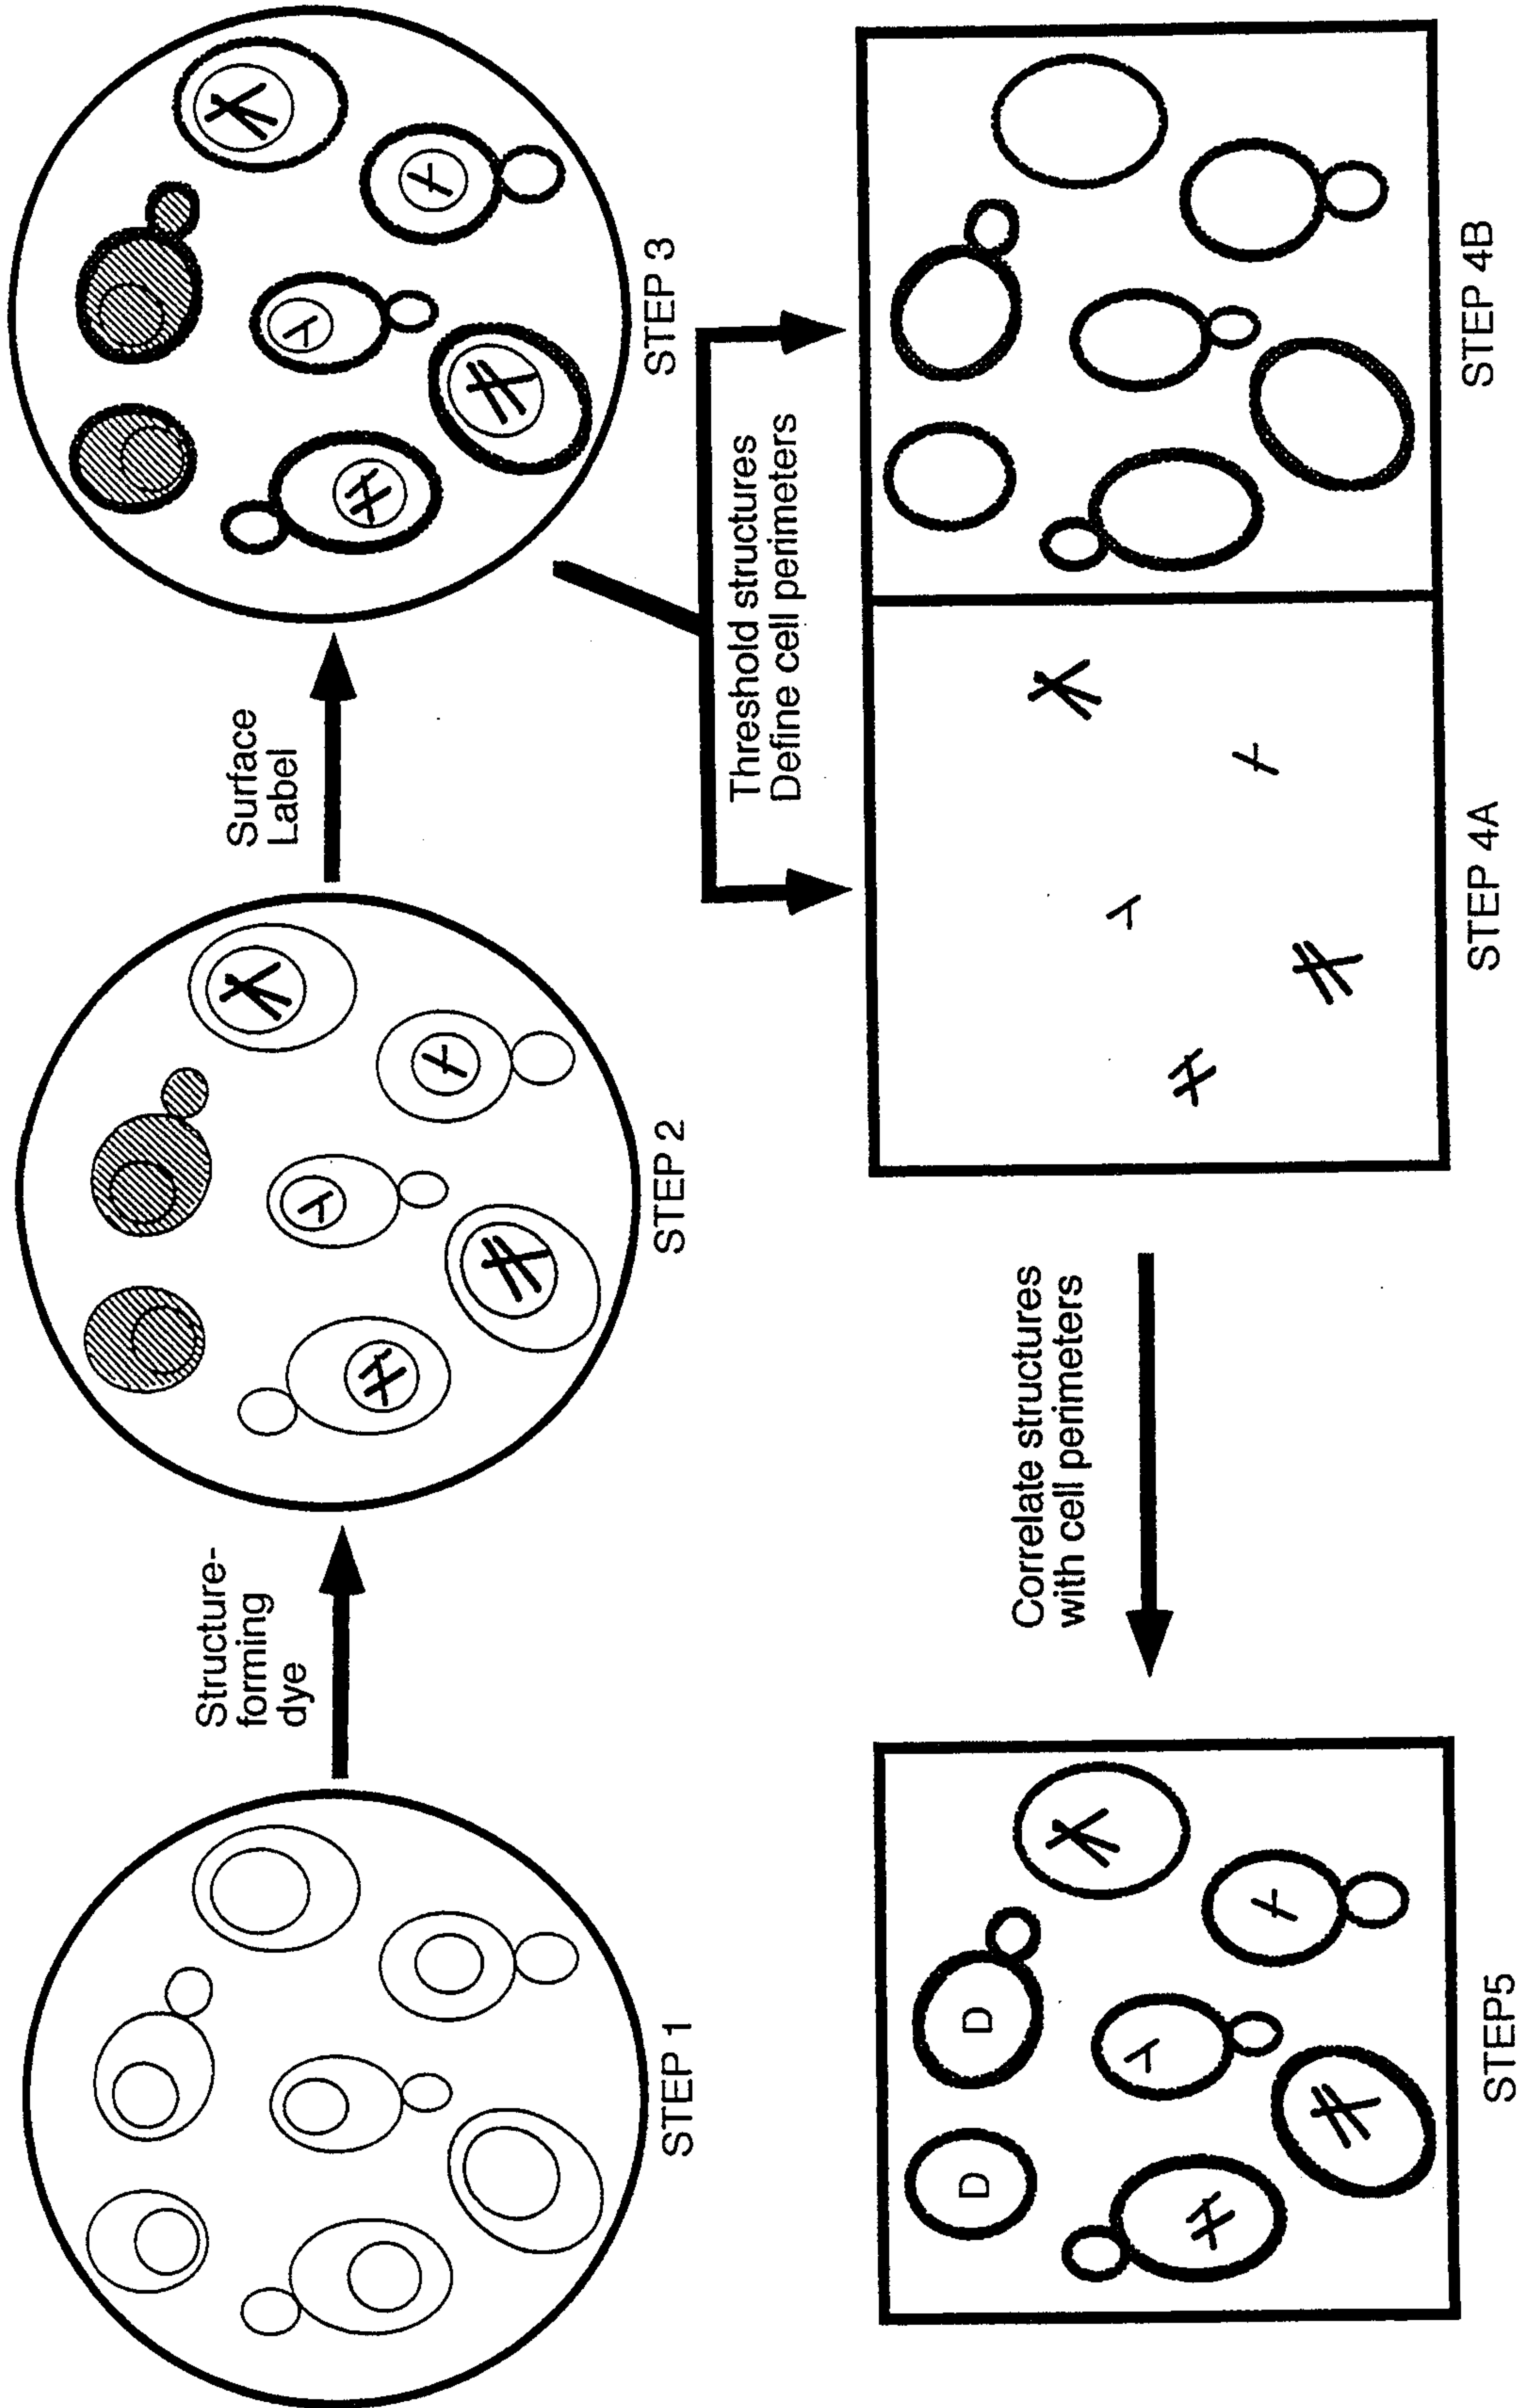 Structure-
forming
dye
Surface
Label
STEP 1
STEP 2
STEP 3
Threshold structures
Define cell perimeters
Correlate structures
with cell perimeters
D
D
STEP5
STEP 4A
STEP 4B